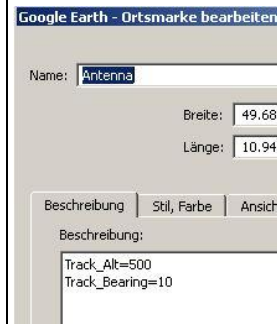 Google Earth - Ortsmarke bearbeiten
Name: Antenna
Breite: 49.68
Länge: 10.94
Beschreibung Stil, Farbe Ansich
Beschreibung:
Track_Alt=500
Track_Bearing=10